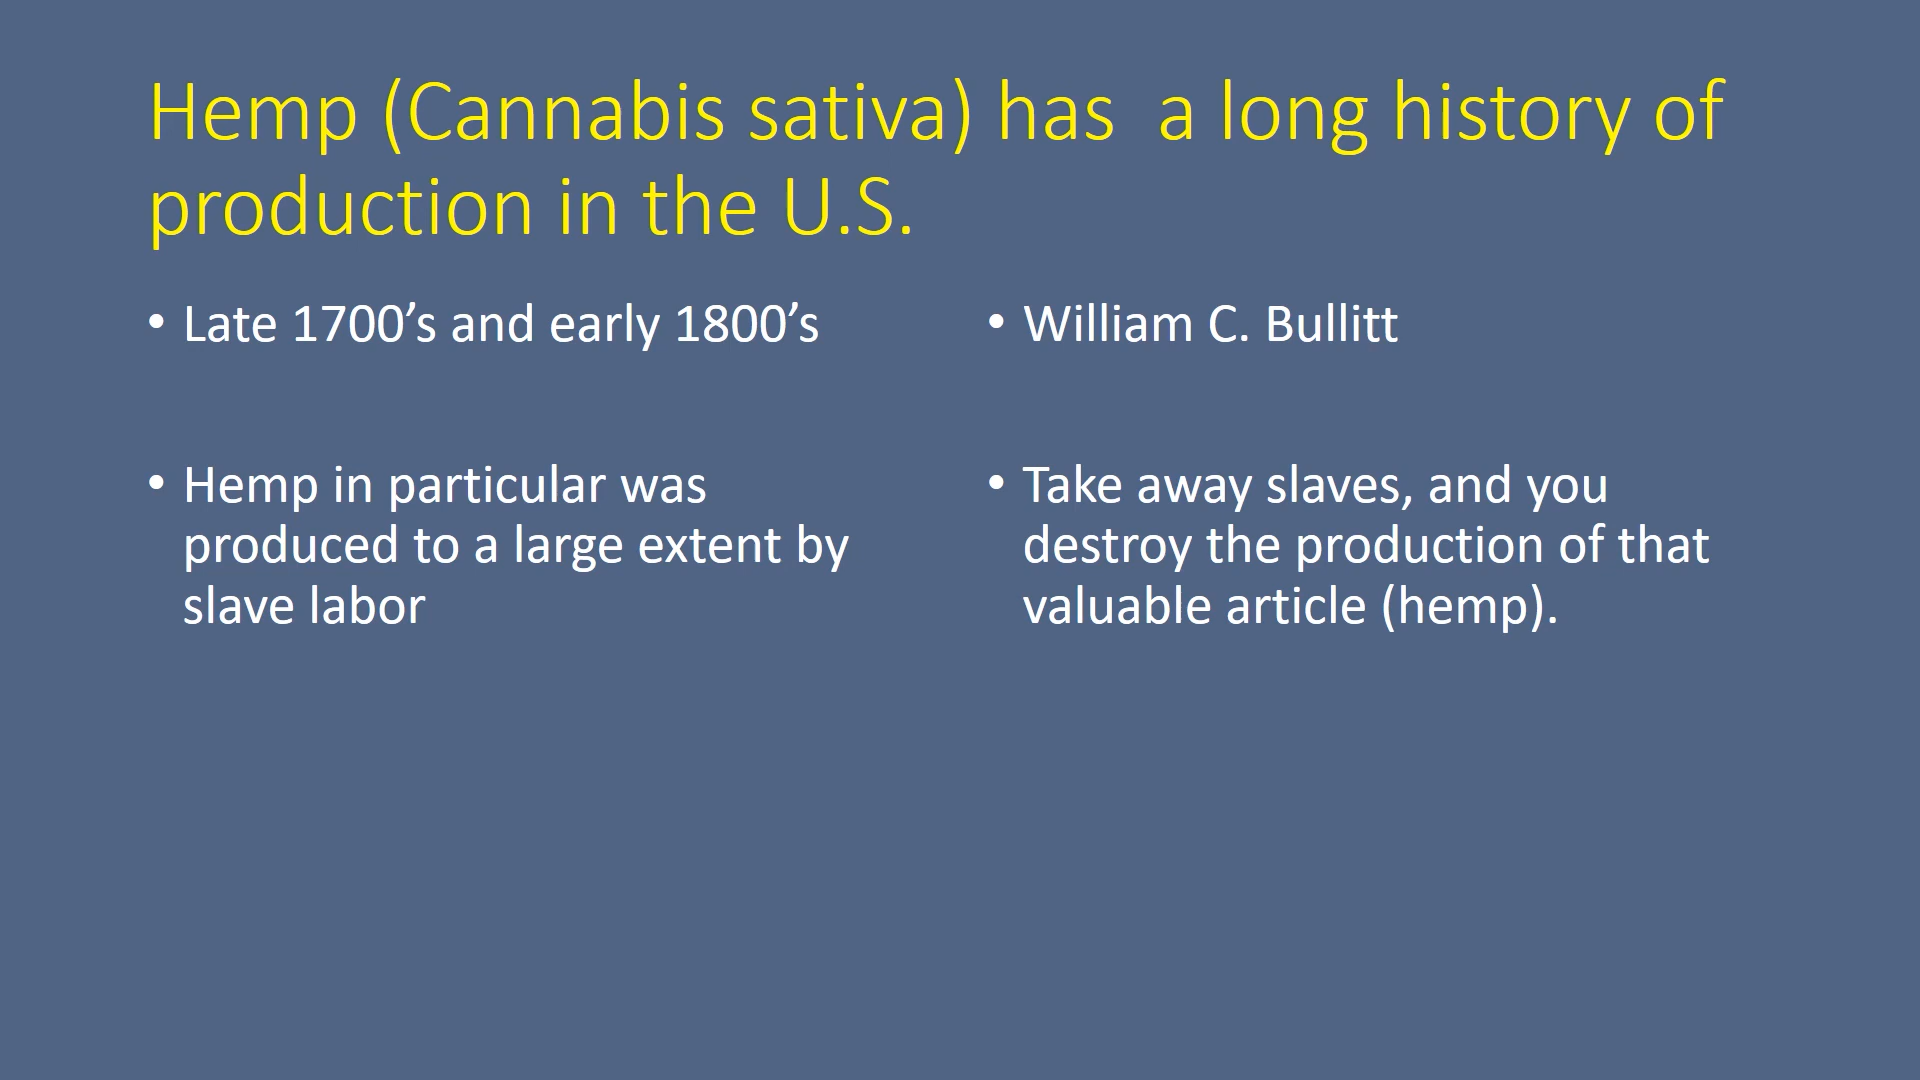 Hemp (Cannabis sativa) has  a long history of
production in the U.S.
• Late 1700’s and early 1800’s
• Hemp in particular was
produced to a large extent by
slave labor
• William C. Bullitt
• Take away slaves, and you
destroy the production of that
valuable article (hemp).